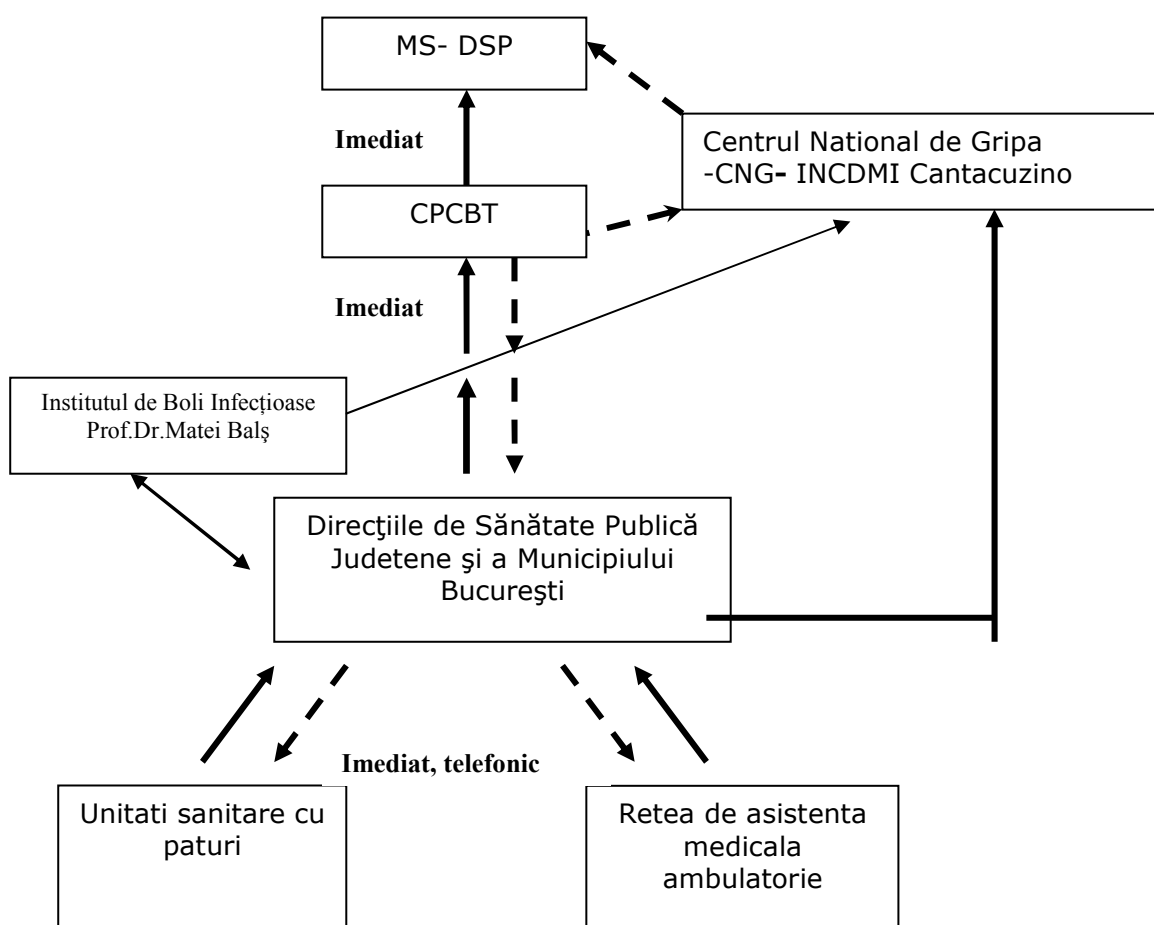 MS- DSP
Imediat
Centrul National de Gripa
-CNG- INCDMI Cantacuzino
CPCBT
Imediat
Institutul de Boli Infecțioase
Prof.Dr.Matei Balş
Direcţiile de Sănătate Publică
Judetene şi a Municipiului
Bucureşti
Imediat, telefonic
Unitati sanitare cu
paturi
Retea de asistenta
medicala
ambulatorie